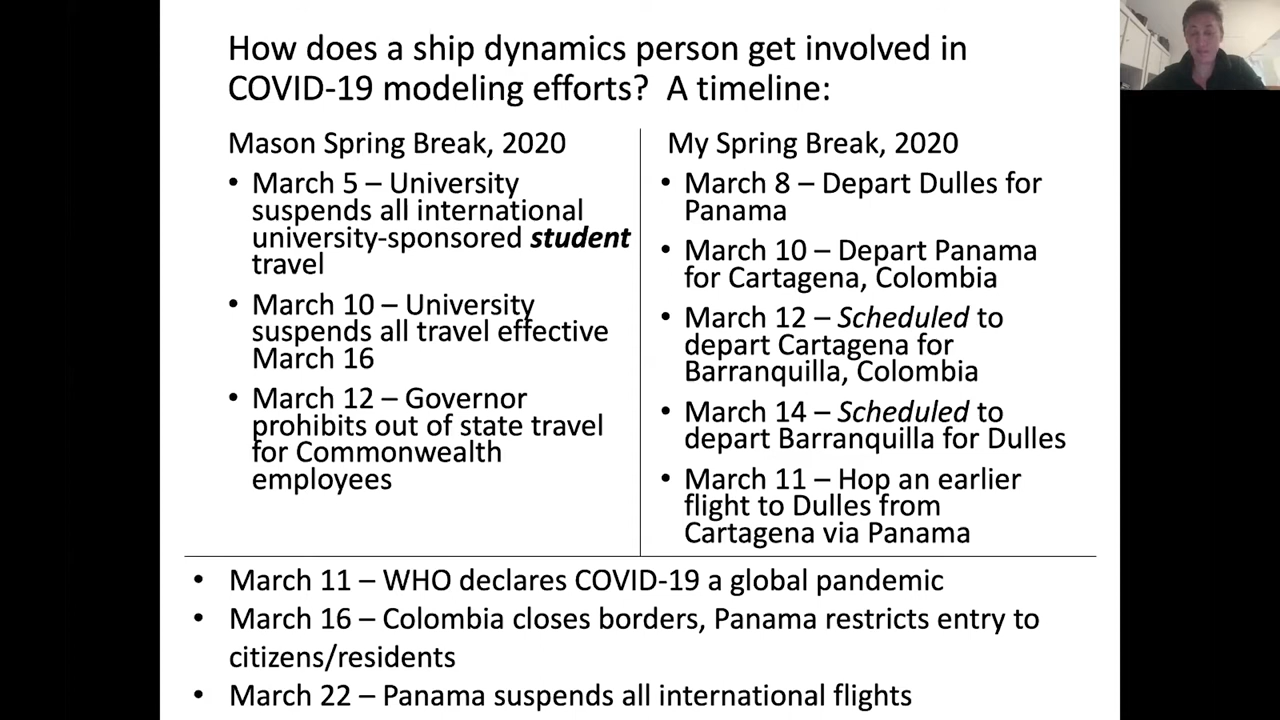 How does a ship dynamics person get involved in
COVID-19 modeling efforts? A timeline:
Mason Spring Break, 2020
• March 5 – University
suspends all international
university-sponsored student
travel
• March 10 – University
suspends all travel effective
March 16
• March 12 – Governor
prohibits out of state travel
for Commonwealth
employees
My Spring Break, 2020
• March 8 – Depart Dulles for
Panama
• March 10 – Depart Panama
for Cartagena, Colombia
• March 12 – Scheduled to
depart Cartagena for
Barranquilla, Colombia
• March 14 – Scheduled to
depart Barranquilla for Dulles
• March 11 – Hop an earlier
flight to Dulles from
Cartagena via Panama
• March 11 – WHO declares COVID-19 a global pandemic
• March 16 – Colombia closes borders, Panama restricts entry to
citizens/residents
• March 22 – Panama suspends all international flights